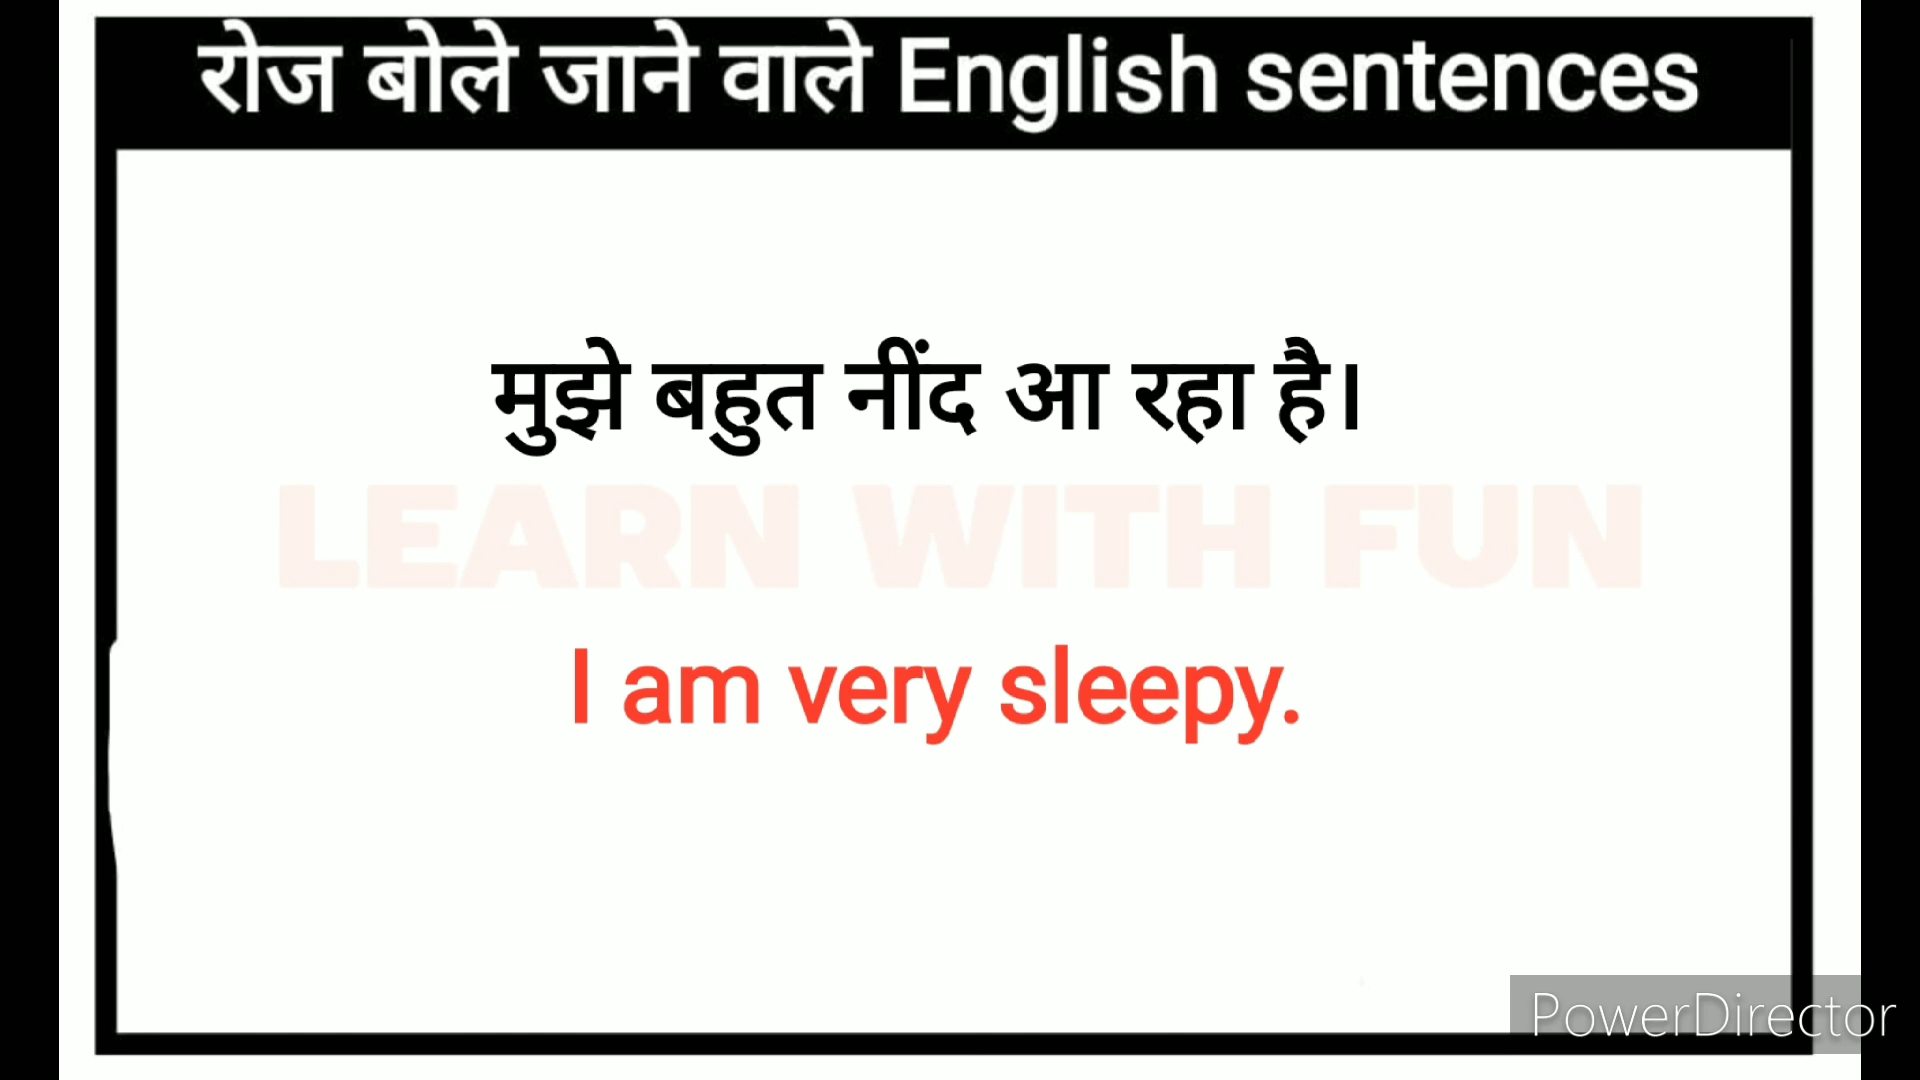 रोज बोले जाने वाले English sentences
मुझे बहुत नींद आ रहा है।
LEARN WITH FUN
I am very sleepy.
PowerDirector